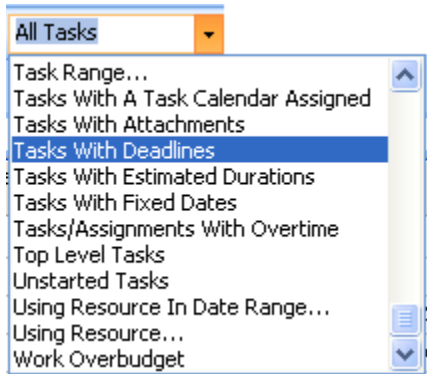 All Tasks
Task Range...
Tasks With A Task Calendar Assigned
Tasks With Attachments
Tasks With Deadlines
Tasks With Estimated Durations
Tasks With Fixed Dates
Tasks/Assignments With Overtime
Top Level Tasks
Unstarted Tasks
Using Resource In Date Range...
Using Resource...
Work Overbudget